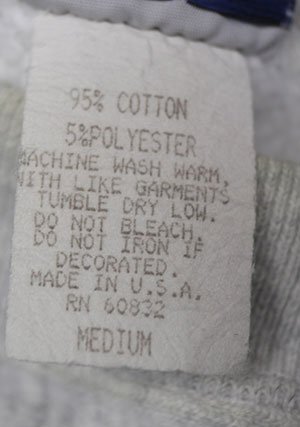 95% COTTON
5%POLYESTER
MACHINE WASH WARM,
WITH LIKE GARMENTS
TUMBLE DRY LOW.
DO NOT BLEACH.
DO NOT IRON IF
DECORATED.
MADE IN U.S.A.
RN 60832
MEDIUM